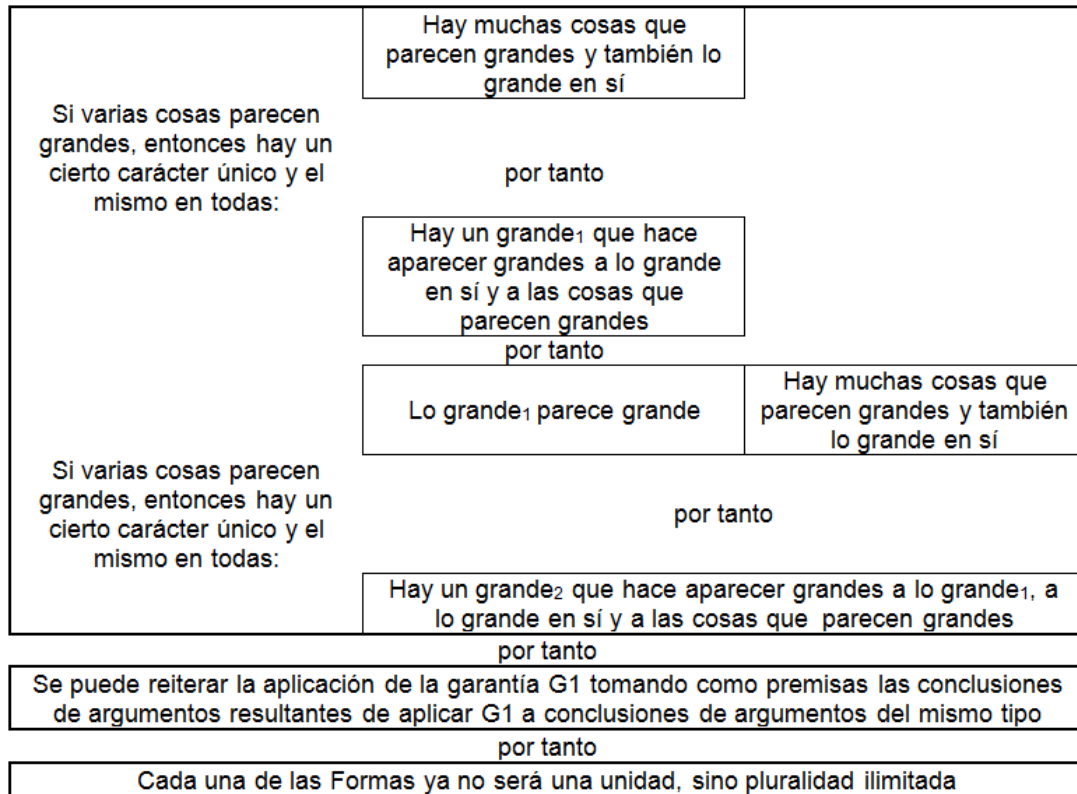 Hay muchas cosas que
parecen grandes y también lo
grande en sí
Si varias cosas parecen
grandes, entonces hay un
cierto carácter único y el
mismo en todas:
por tanto
Hay un grande₁ que hace
aparecer grandes a lo grande
en sí y a las cosas que
parecen grandes
por tanto
Lo grande₁ parece grande
Hay muchas cosas que
parecen grandes y también
lo grande en sí
Si varias cosas parecen
grandes, entonces hay un
cierto carácter único y el
mismo en todas:
por tanto
Hay un grande₂ que hace aparecer grandes a lo grande₁, a
lo grande en sí y a las cosas que parecen grandes
por tanto
Se puede reiterar la aplicación de la garantía G1 tomando como premisas las conclusiones
de argumentos resultantes de aplicar G1 a conclusiones de argumentos del mismo tipo
por tanto
Cada una de las Formas ya no será una unidad, sino pluralidad ilimitada